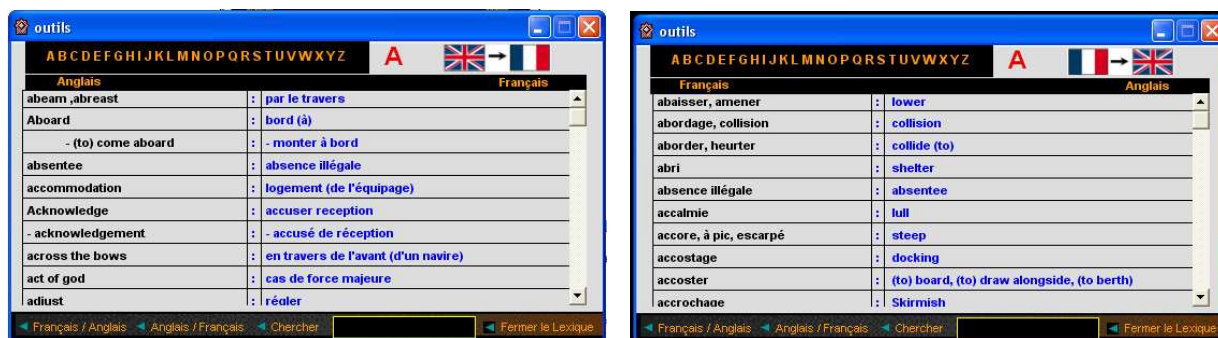 outils
A B C D E F G H I J K L M N O P Q R S T U V W X Y Z A
Anglais Français
abeam ,abreast : par le travers
Aboard : bord (à)
- (to) come aboard : - monter à bord
absentee : absence illégale
accommodation : logement (de l'équipage)
Acknowledge : accuser reception
- acknowledgement : - accusé de réception
across the bows : en travers de l'avant (d'un navire)
act of god : cas de force majeure
adjust : régler
Français / Anglais Anglais / Français Chercher Fermer le Lexique
outils
A B C D E F G H I J K L M N O P Q R S T U V W X Y Z A
Français Anglais
abaisser, amener : lower
abordage, collision : collision
aborder, heurter : collide (to)
abri : shelter
absence illégale : absentee
accalmie : lull
accore, à pic, escarpé : steep
accostage : docking
accoster : (to) board, (to) draw alongside, (to berth)
accrochage : Skirmish
Français / Anglais Anglais / Français Chercher Fermer le Lexique